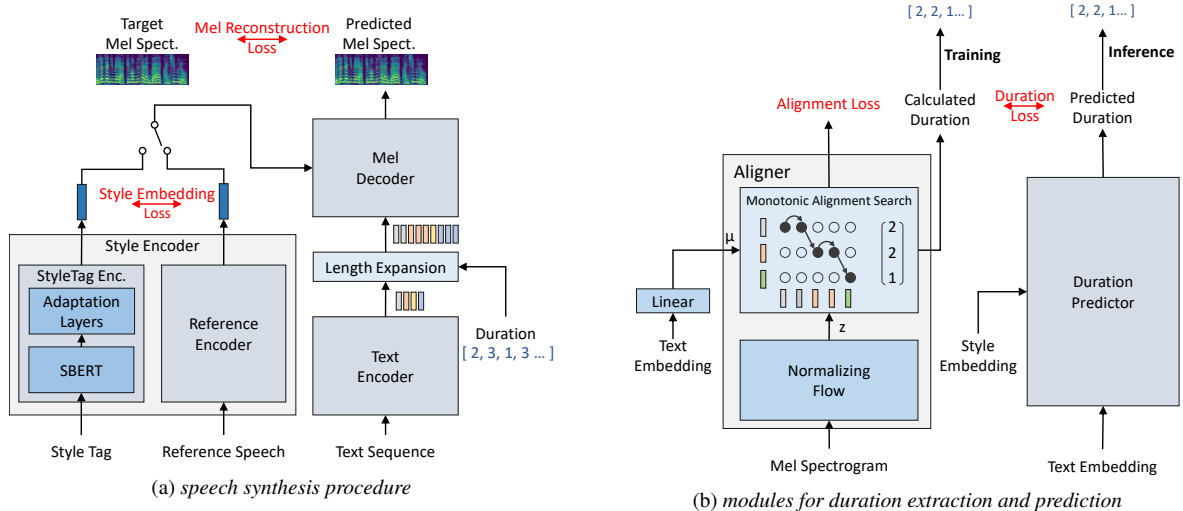 Target
Mel Spect.
Mel Reconstruction
Loss
Predicted
Mel Spect.
Mel
Decoder
Style Embedding
Loss
Style Encoder
StyleTag Enc.
Adaptation
Layers
SBERT
Reference
Encoder
Length Expansion
Duration
[ 2, 3, 1, 3 ... ]
Text
Encoder
Style Tag
Reference Speech
Text Sequence
(a) speech synthesis procedure
[ 2, 2, 1... ]
[ 2, 2, 1... ]
Training
Inference
Alignment Loss
Calculated
Duration
Duration
Loss
Predicted
Duration
Aligner
Monotonic Alignment Search
2
2
1
μ
Linear
Text
Embedding
z
Normalizing
Flow
Style
Embedding
Duration
Predictor
Mel Spectrogram
Text Embedding
(b) modules for duration extraction and prediction